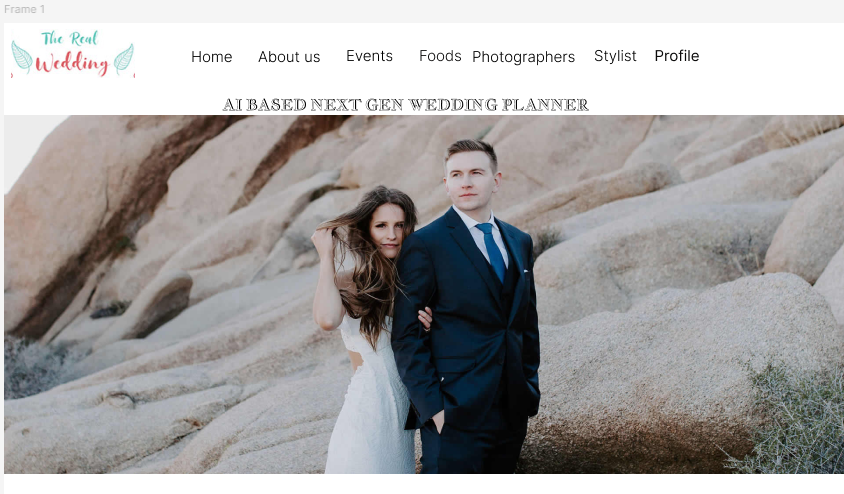 Frame 1
The Real
Wedding
Home About us Events Foods Photographers Stylist Profile
AI BASED NEXT GEN WEDDING PLANNER